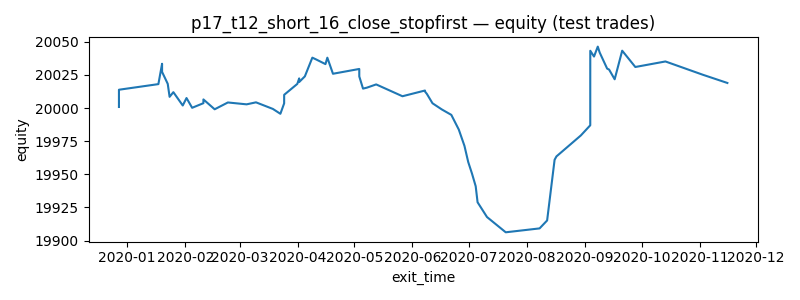 p17_t12_short_16_close_stopfirst — equity (test trades)
20050
20025
20000
19975
19950
19925
19900
equity
2020-01 2020-02 2020-03 2020-04 2020-05 2020-06 2020-07 2020-08 2020-09 2020-10 2020-11 2020-12
exit_time